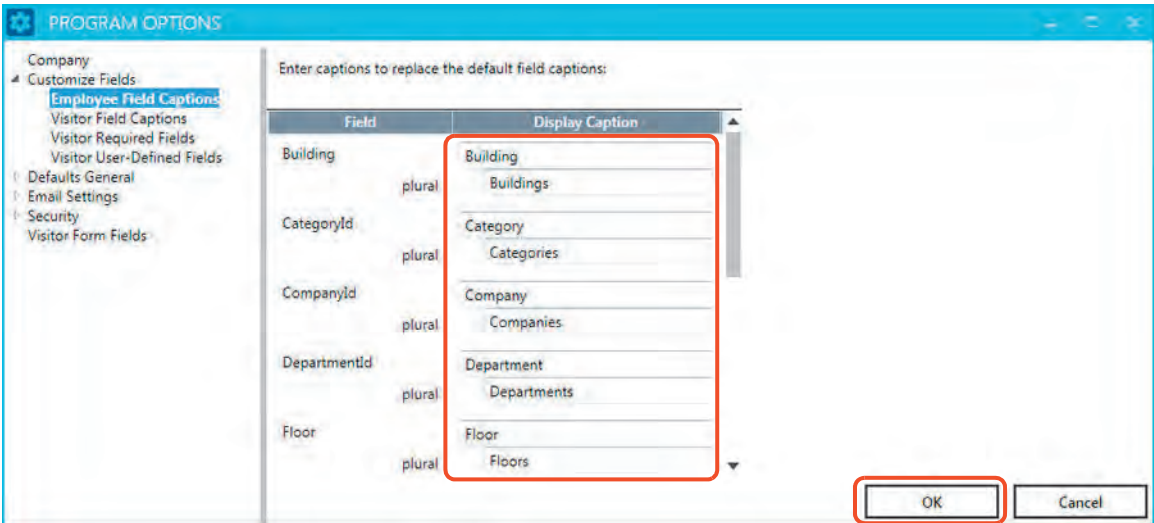 PROGRAM OPTIONS
Company
Customize Fields
Employee Field Captions
Visitor Field Captions
Visitor Required Fields
Visitor User-Defined Fields
Defaults General
Email Settings
Security
Visitor Form Fields
Enter captions to replace the default field captions:
Field Display Caption
Building Building
plural Buildings
CategoryId Category
plural Categories
CompanyId Company
plural Companies
DepartmentId Department
plural Departments
Floor Floor
plural Floors
OK Cancel